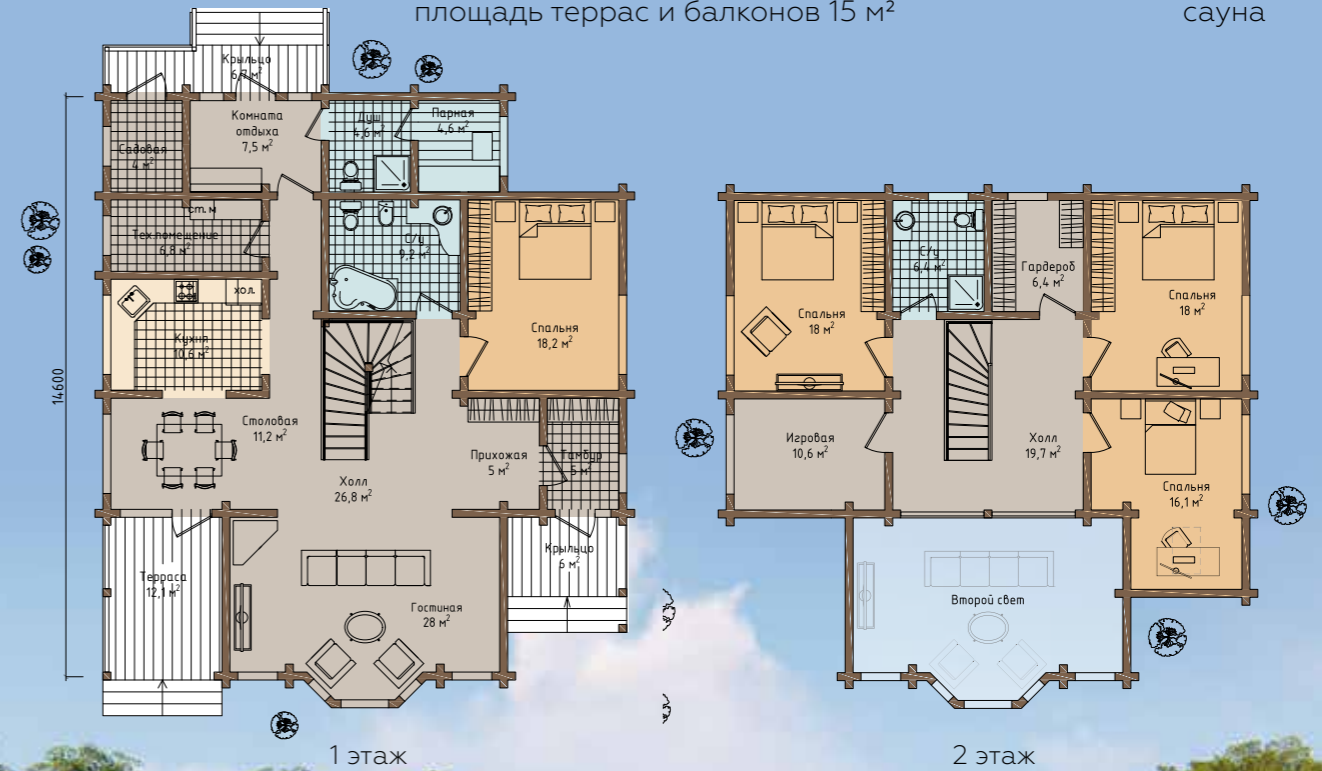 площадь террас и балконов 15 м²
сауна
Крыльцо
6,7 м²
Садовая
4 м²
Комната
отдыха
7,5 м²
Душ
4,6 м²
Парная
4,6 м²
ст. м
Тех.помещение
6,8 м²
С/у
9,2 м²
хол.
Кухня
10,6 м²
Спальня
18,2 м²
14600
Столовая
11,2 м²
Холл
26,8 м²
Прихожая
5 м²
Тамбур
5 м²
Терраса
12,1 м²
Гостиная
28 м²
Крыльцо
6 м²
1 этаж
Спальня
18 м²
С/у
6,4 м²
Гардероб
6,4 м²
Спальня
18 м²
Игровая
10,6 м²
Холл
19,7 м²
Спальня
16,1 м²
Второй свет
2 этаж